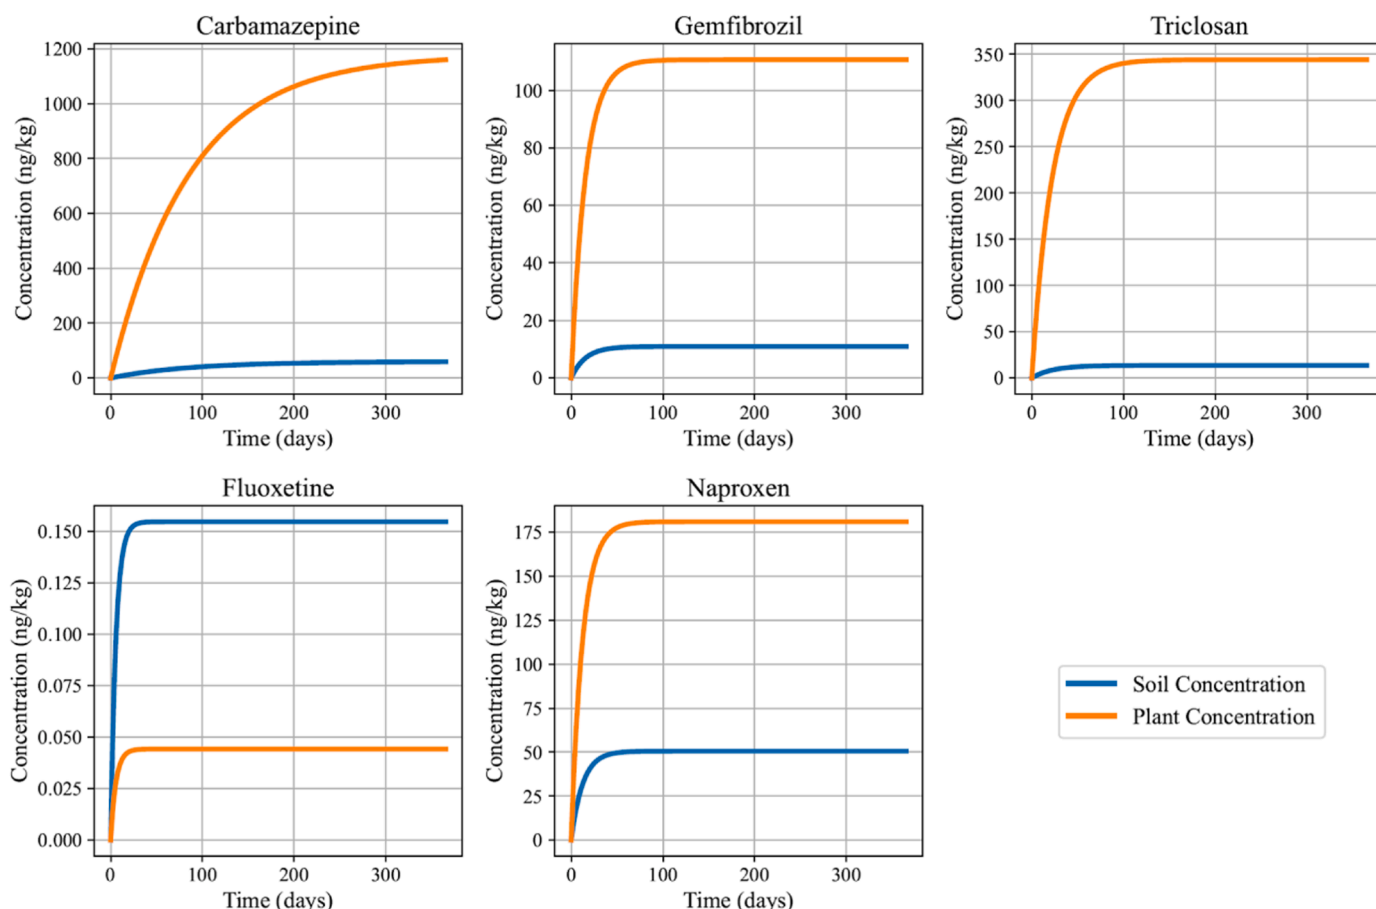 Carbamazepine
Concentration (ng/kg)
1200
1000
800
600
400
200
0
0 100 200 300
Time (days)
Gemfibrozil
Concentration (ng/kg)
100
80
60
40
20
0
0 100 200 300
Time (days)
Triclosan
Concentration (ng/kg)
350
300
250
200
150
100
50
0
0 100 200 300
Time (days)
Fluoxetine
Concentration (ng/kg)
0.150
0.125
0.100
0.075
0.050
0.025
0.000
0 100 200 300
Time (days)
Naproxen
Concentration (ng/kg)
175
150
125
100
75
50
25
0
0 100 200 300
Time (days)
Soil Concentration
Plant Concentration